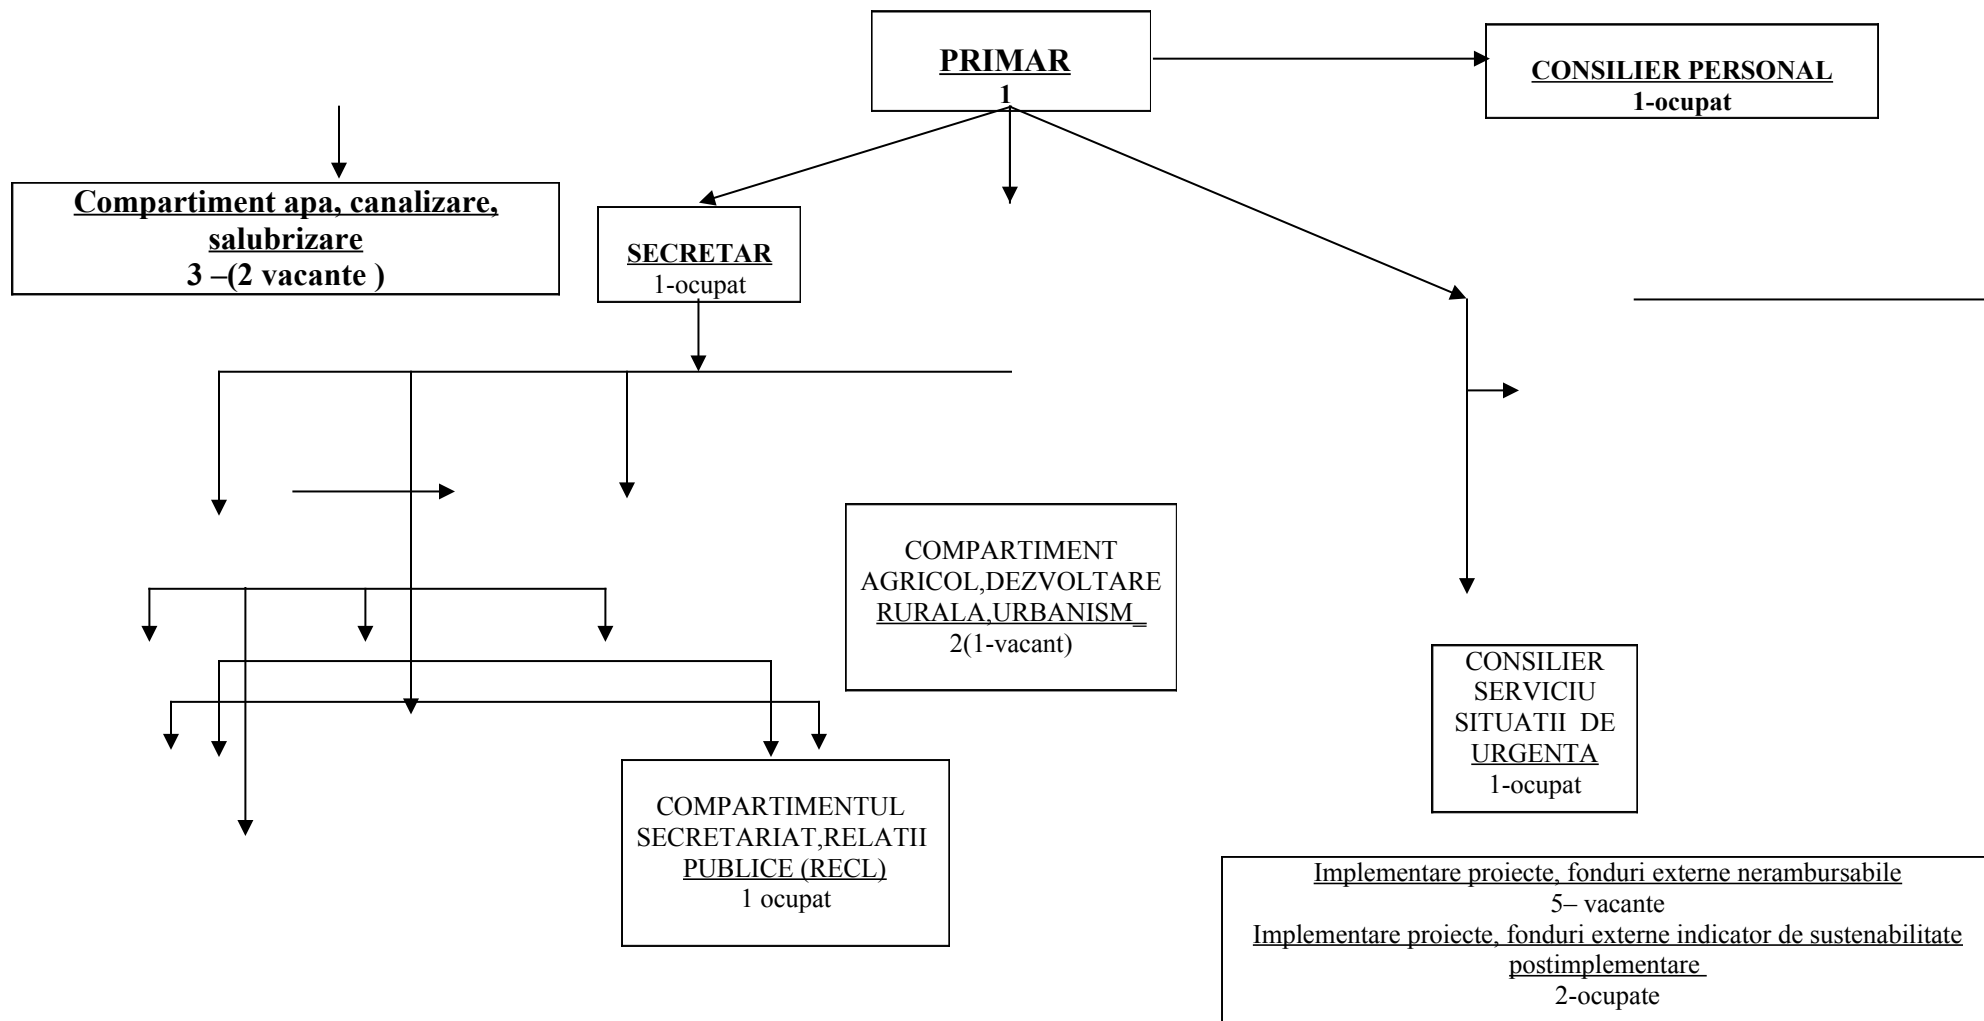 PRIMAR
1
CONSILIER PERSONAL
1-ocupat
Compartiment apa, canalizare,
salubrizare
3 –(2 vacante )
SECRETAR
1-ocupat
COMPARTIMENT
AGRICOL,DEZVOLTARE
RURALA,URBANISM_
2(1-vacant)
CONSILIER
SERVICIU
SITUATII DE
URGENTA
1-ocupat
COMPARTIMENTUL
SECRETARIAT,RELATII
PUBLICE (RECL)
1 ocupat
Implementare proiecte, fonduri externe nerambursabile
5– vacante
Implementare proiecte, fonduri externe indicator de sustenabilitate
postimplementare
2-ocupate